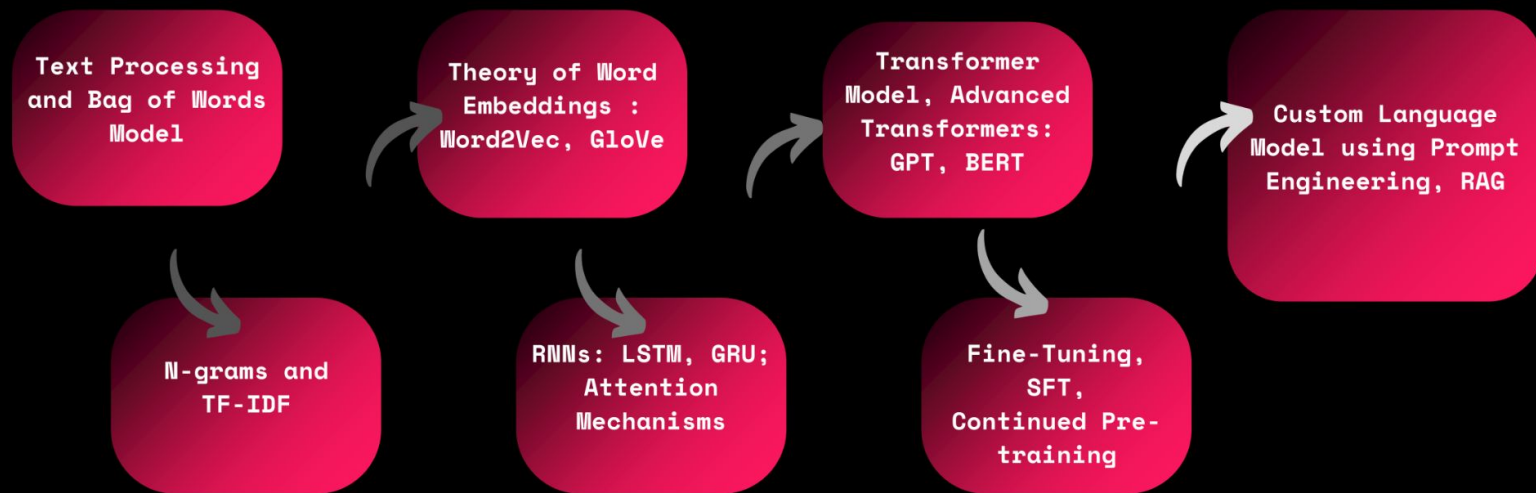 Text Processing
and Bag of Words
Model
N-grams and
TF-IDF
Theory of Word
Embeddings :
Word2Vec, GloVe
RNNs: LSTM, GRU;
Attention
Mechanisms
Transformer
Model, Advanced
Transformers:
GPT, BERT
Fine-Tuning,
SFT,
Continued Pre-
training
Custom Language
Model using Prompt
Engineering, RAG